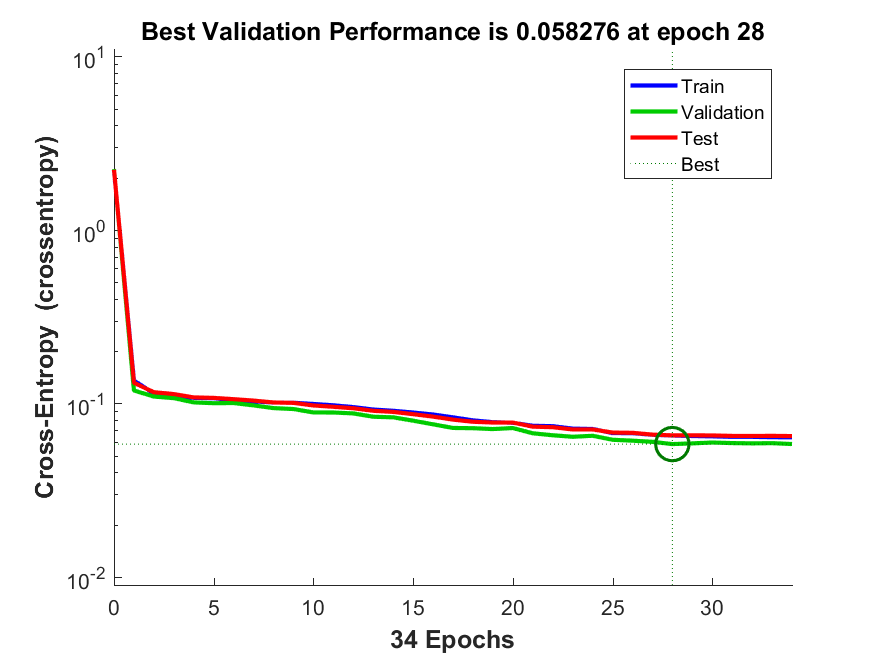 Best Validation Performance is 0.058276 at epoch 28
Cross-Entropy  (crossentropy)
10^1
10^0
10^-1
10^-2
Train
Validation
Test
Best
0 5 10 15 20 25 30
34 Epochs